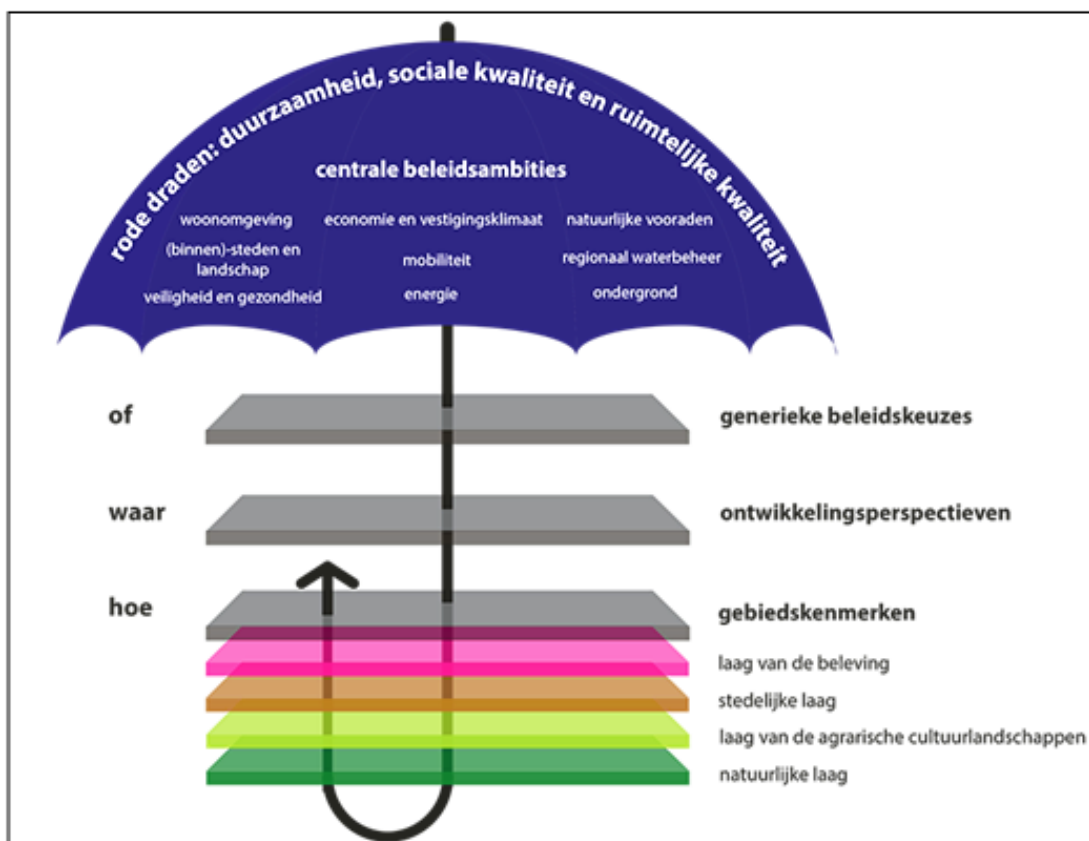 rode draden: duurzaamheid, sociale kwaliteit en ruimtelijke kwaliteit
centrale beleidsambities
woonomgeving
economie en vestigingsklimaat
natuurlijke vooraden
(binnen)-steden en
landschap
mobiliteit
regionaal waterbeheer
veiligheid en gezondheid
energie
ondergrond
of
generieke beleidskeuzes
waar
ontwikkelingsperspectieven
hoe
gebiedskenmerken
laag van de beleving
stedelijke laag
laag van de agrarische cultuurlandschappen
natuurlijke laag